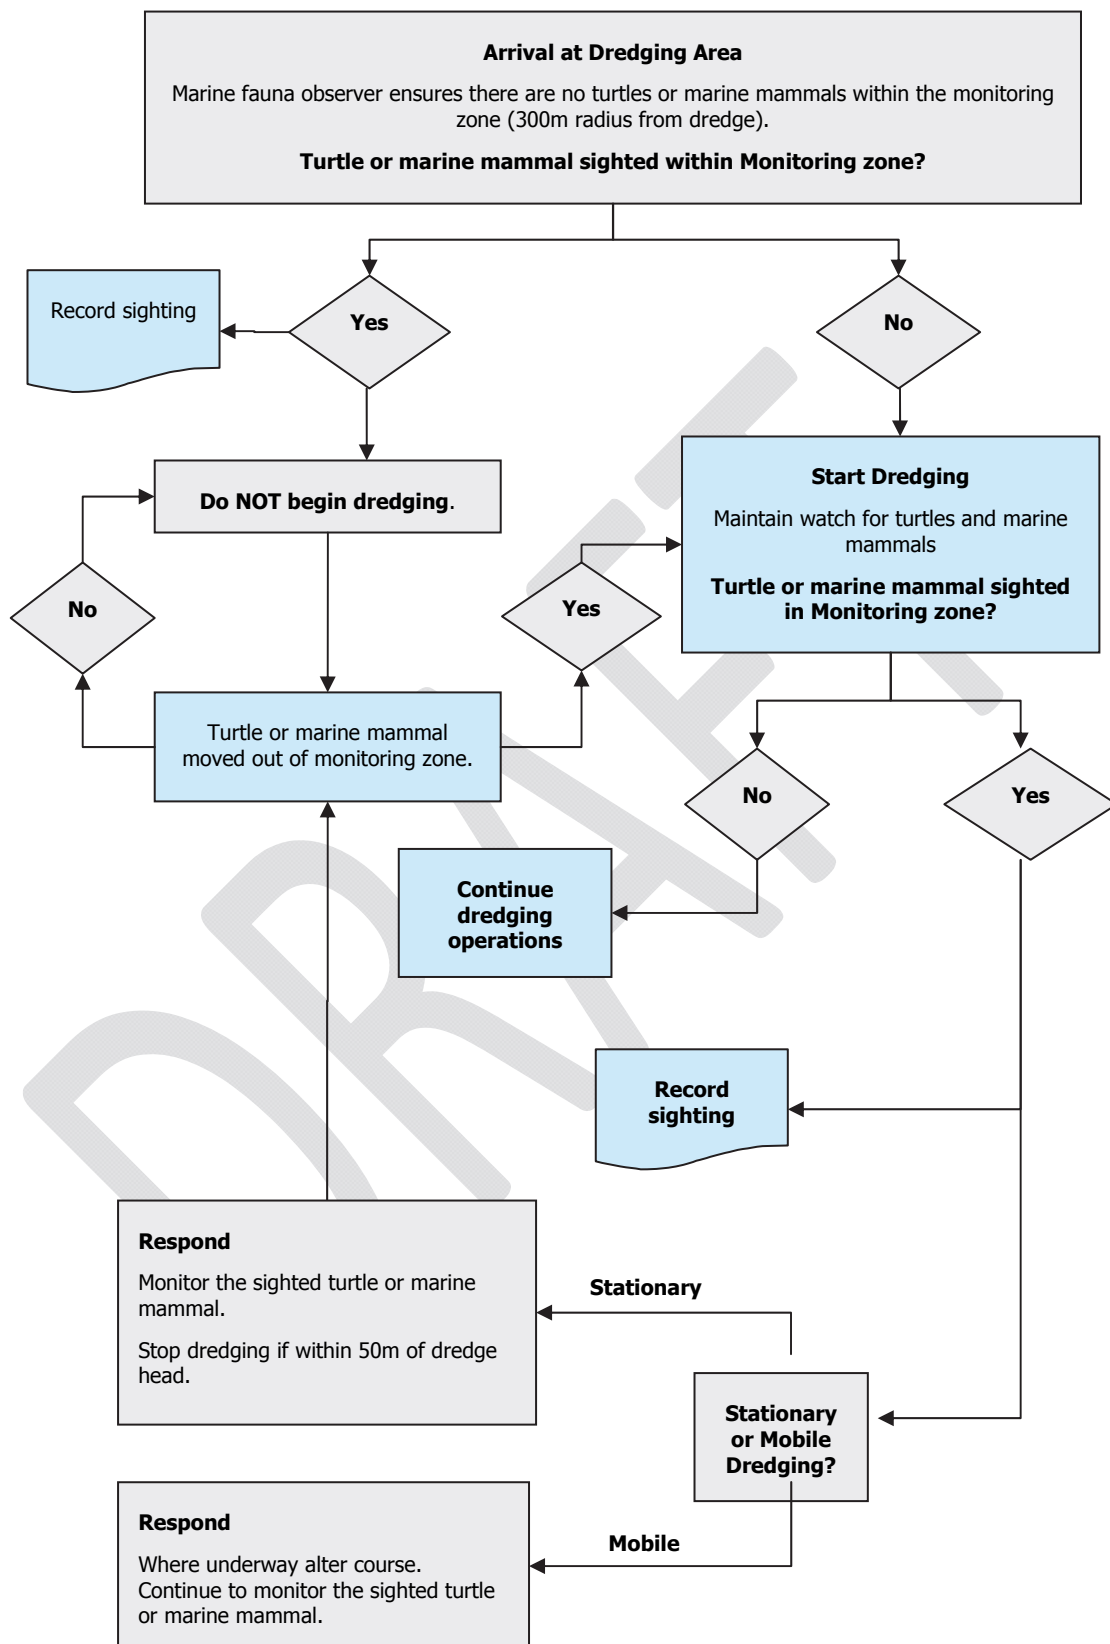 Arrival at Dredging Area
Marine fauna observer ensures there are no turtles or marine mammals within the monitoring
zone (300m radius from dredge).
Turtle or marine mammal sighted within Monitoring zone?
Record sighting
Yes
No
Do NOT begin dredging.
Start Dredging
Maintain watch for turtles and marine
mammals
Turtle or marine mammal sighted
in Monitoring zone?
No
Yes
Turtle or marine mammal
moved out of monitoring zone.
No
Yes
Continue
dredging
operations
Record
sighting
Respond
Monitor the sighted turtle or marine
mammal.
Stop dredging if within 50m of dredge
head.
Stationary
Stationary
or Mobile
Dredging?
Mobile
Respond
Where underway alter course.
Continue to monitor the sighted turtle
or marine mammal.
DRAFT